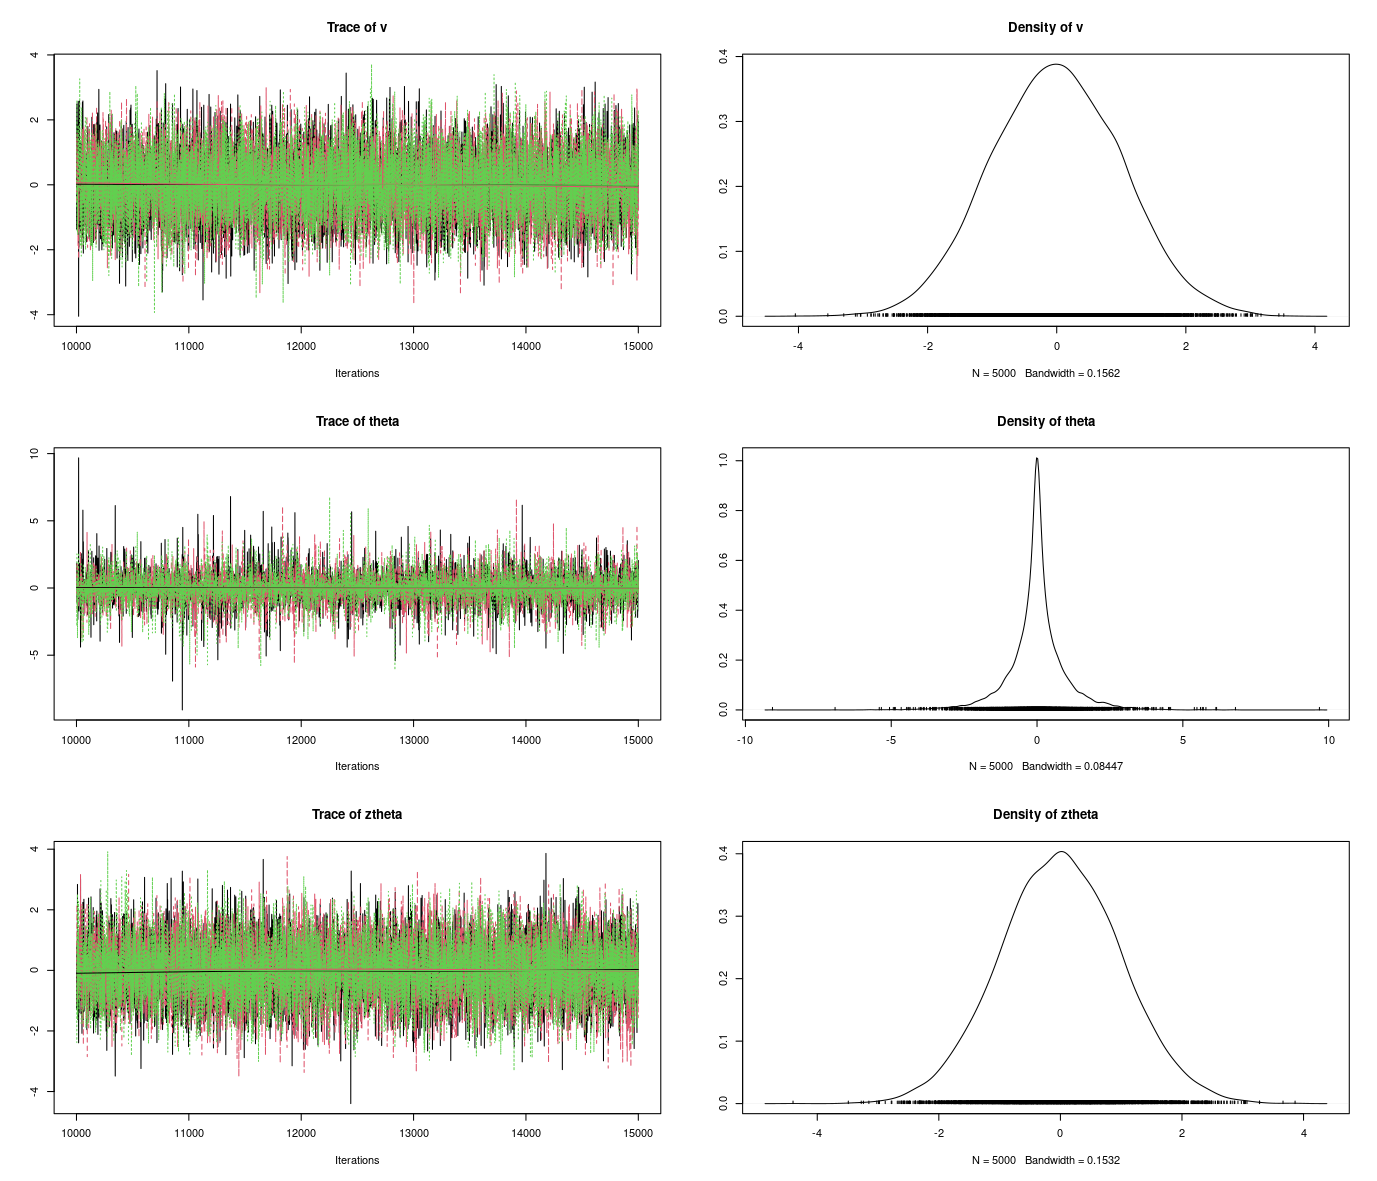 Trace of v
4
2
0
-2
-4
10000 11000 12000 13000 14000 15000
Iterations
Density of v
0.4
0.3
0.2
0.1
0.0
-4 -2 0 2 4
N = 5000 Bandwidth = 0.1562
Trace of theta
10
5
0
-5
10000 11000 12000 13000 14000 15000
Iterations
Density of theta
1.0
0.8
0.6
0.4
0.2
0.0
-10 -5 0 5 10
N = 5000 Bandwidth = 0.08447
Trace of ztheta
4
2
0
-2
-4
10000 11000 12000 13000 14000 15000
Iterations
Density of ztheta
0.4
0.3
0.2
0.1
0.0
-4 -2 0 2 4
N = 5000 Bandwidth = 0.1532